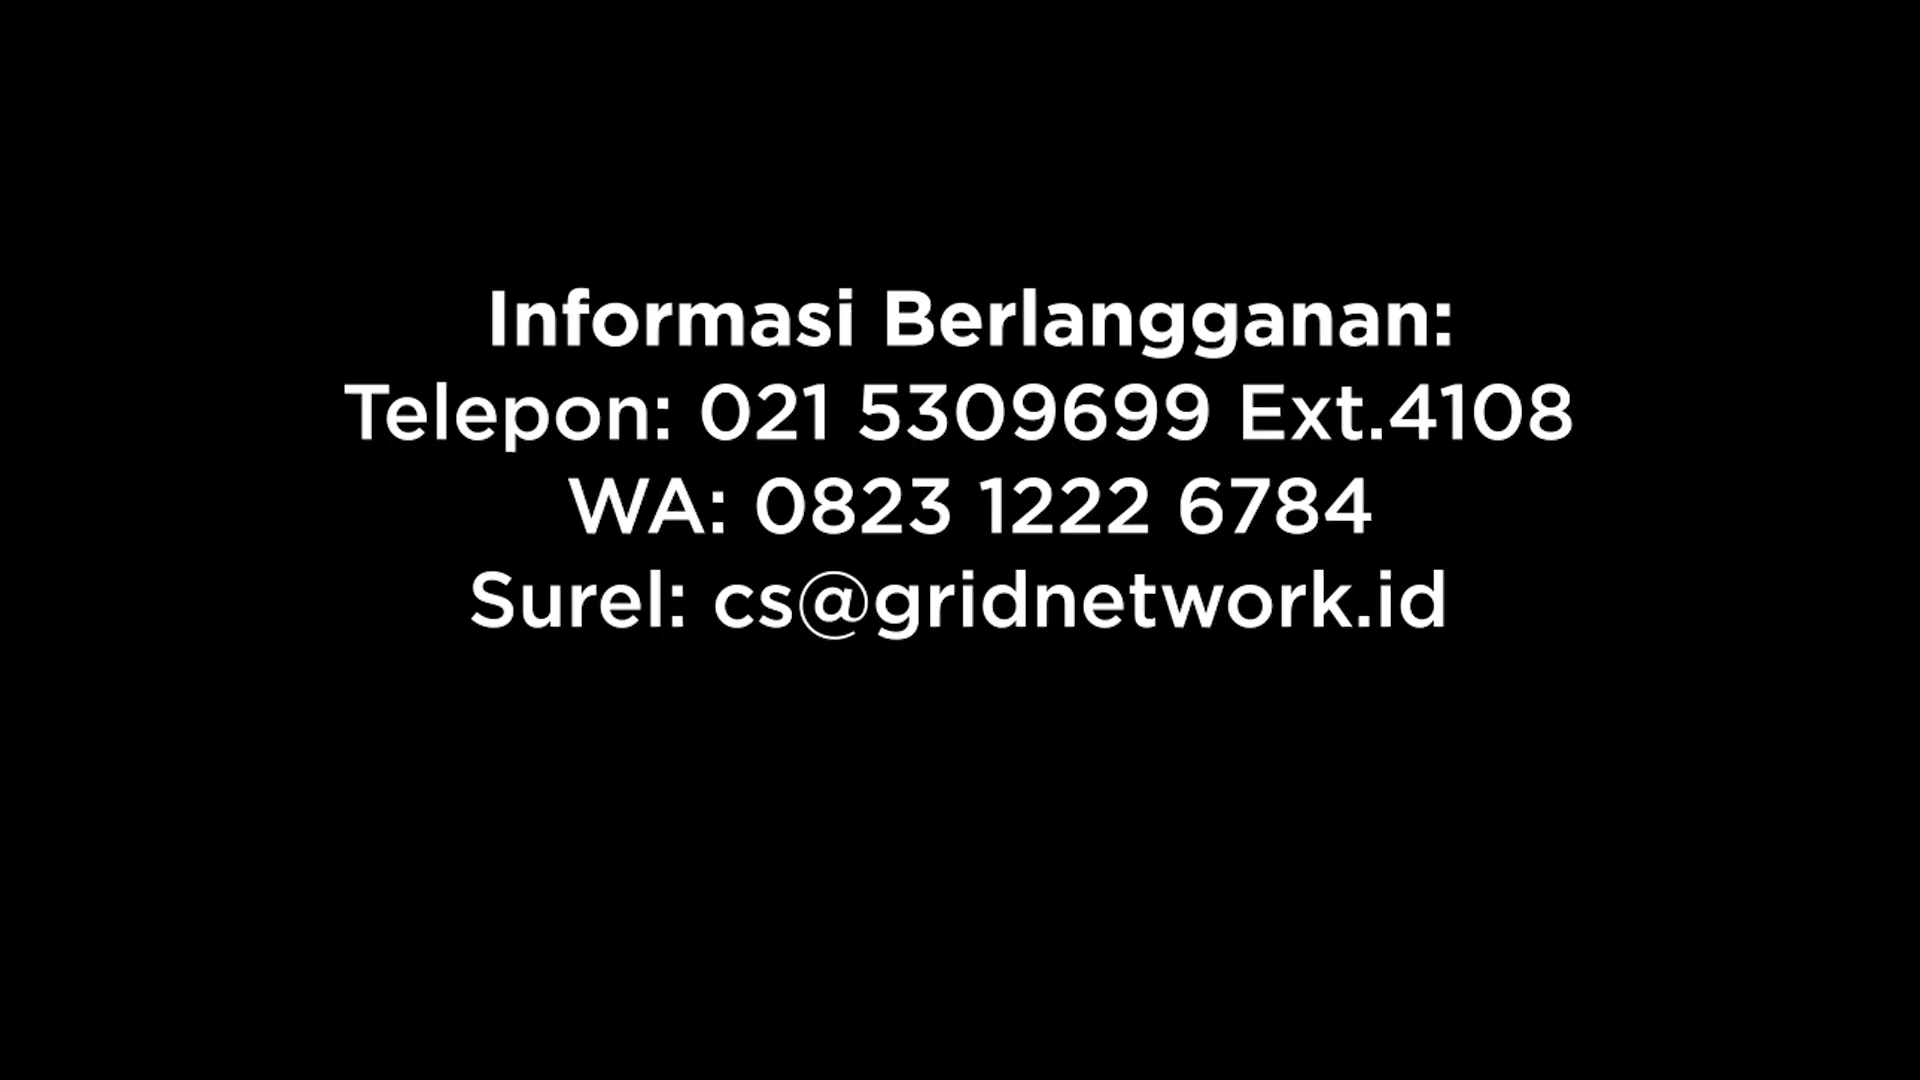 Informasi Berlangganan:
Telepon: 021 5309699 Ext.4108
WA: 0823 1222 6784
Surel: cs@gridnetwork.id